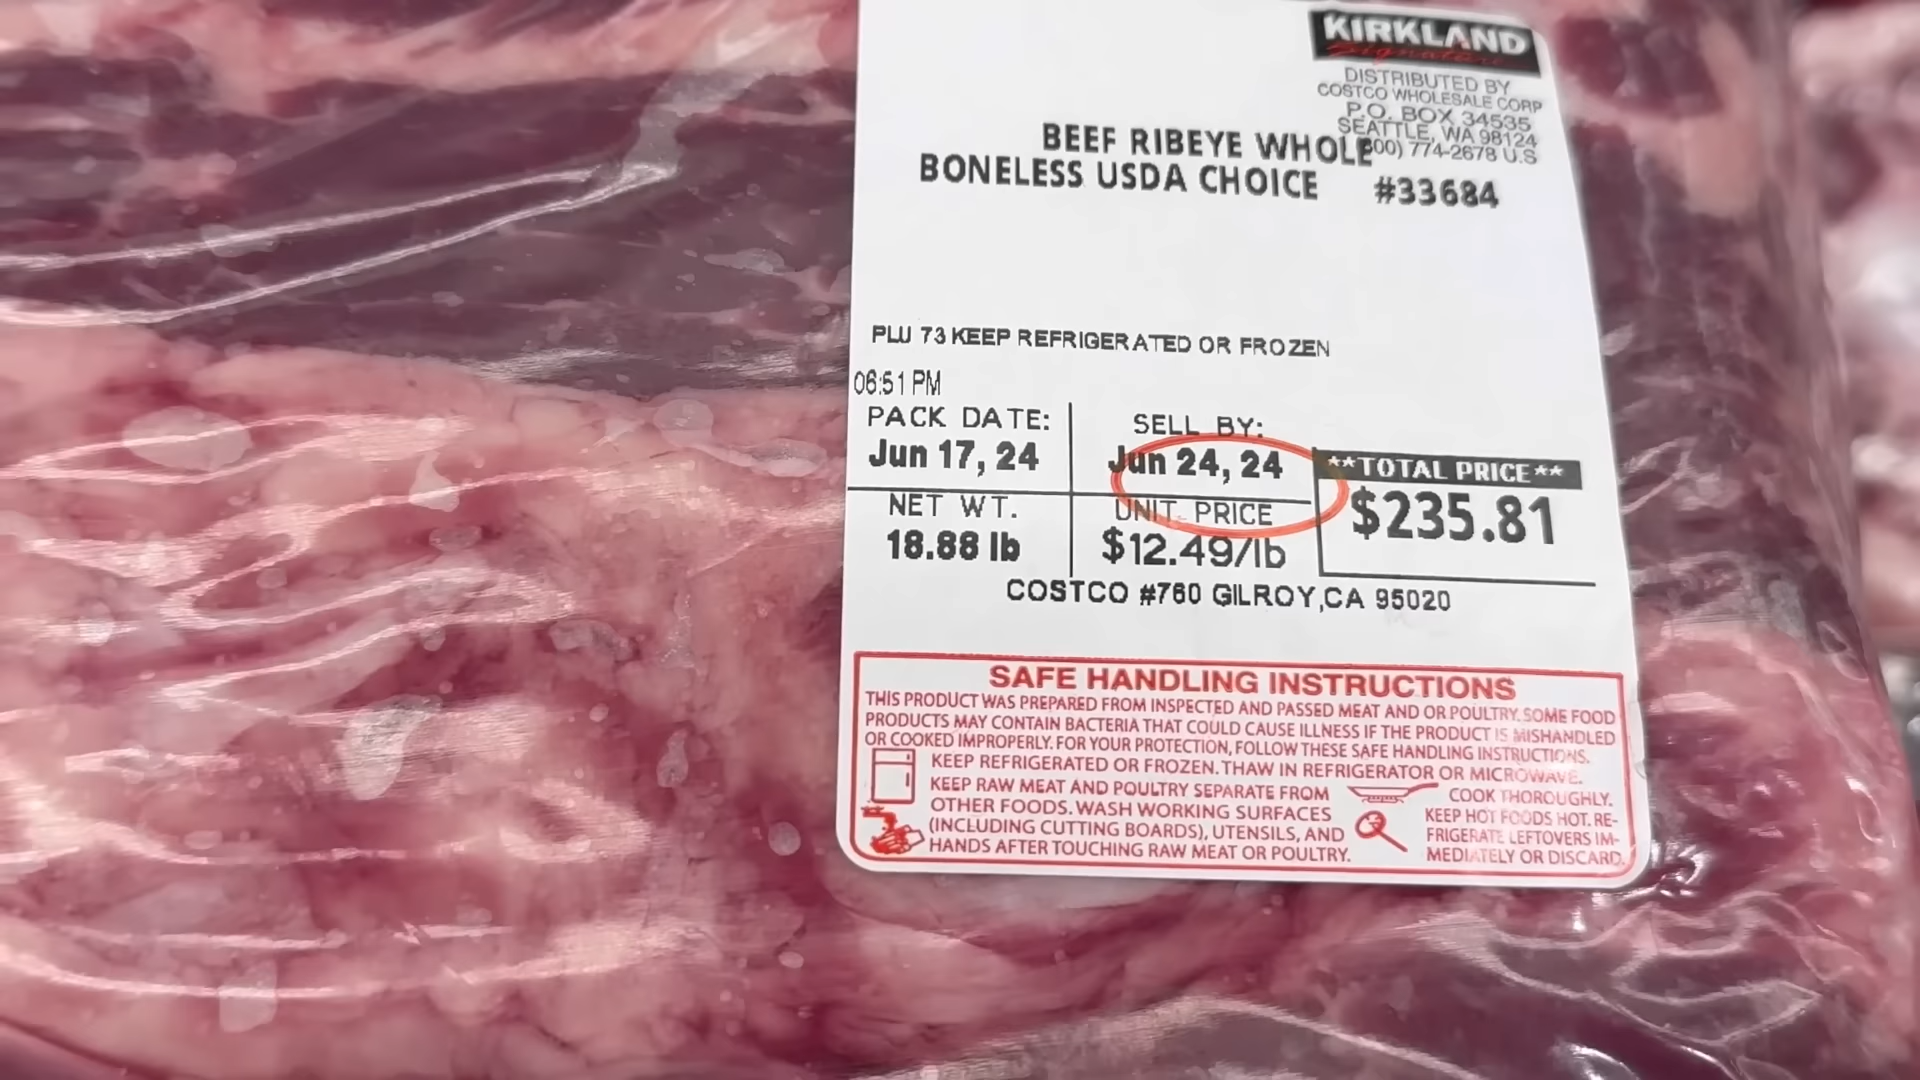 KIRKLAND
Signature
DISTRIBUTED BY
COSTCO WHOLESALE CORP
P.O. BOX 34535
SEATTLE, WA 98124
00) 774-2678 U.S
BEEF RIBEYE WHOLE
BONELESS USDA CHOICE #33684
PLU 73 KEEP REFRIGERATED OR FROZEN
06:51 PM
PACK DATE:
Jun 17, 24
SELL BY:
Jun 24, 24
NET WT.
18.88 lb
UNIT PRICE
$12.49/lb
**TOTAL PRICE**
$235.81
COSTCO #760 GILROY,CA 95020
SAFE HANDLING INSTRUCTIONS
THIS PRODUCT WAS PREPARED FROM INSPECTED AND PASSED MEAT AND OR POULTRY. SOME FOOD
PRODUCTS MAY CONTAIN BACTERIA THAT COULD CAUSE ILLNESS IF THE PRODUCT IS MISHANDLED
OR COOKED IMPROPERLY. FOR YOUR PROTECTION, FOLLOW THESE SAFE HANDLING INSTRUCTIONS.
KEEP REFRIGERATED OR FROZEN. THAW IN REFRIGERATOR OR MICROWAVE.
KEEP RAW MEAT AND POULTRY SEPARATE FROM
OTHER FOODS. WASH WORKING SURFACES
(INCLUDING CUTTING BOARDS), UTENSILS, AND
HANDS AFTER TOUCHING RAW MEAT OR POULTRY.
COOK THOROUGHLY.
KEEP HOT FOODS HOT. RE-
FRIGERATE LEFTOVERS IM-
MEDIATELY OR DISCARD.